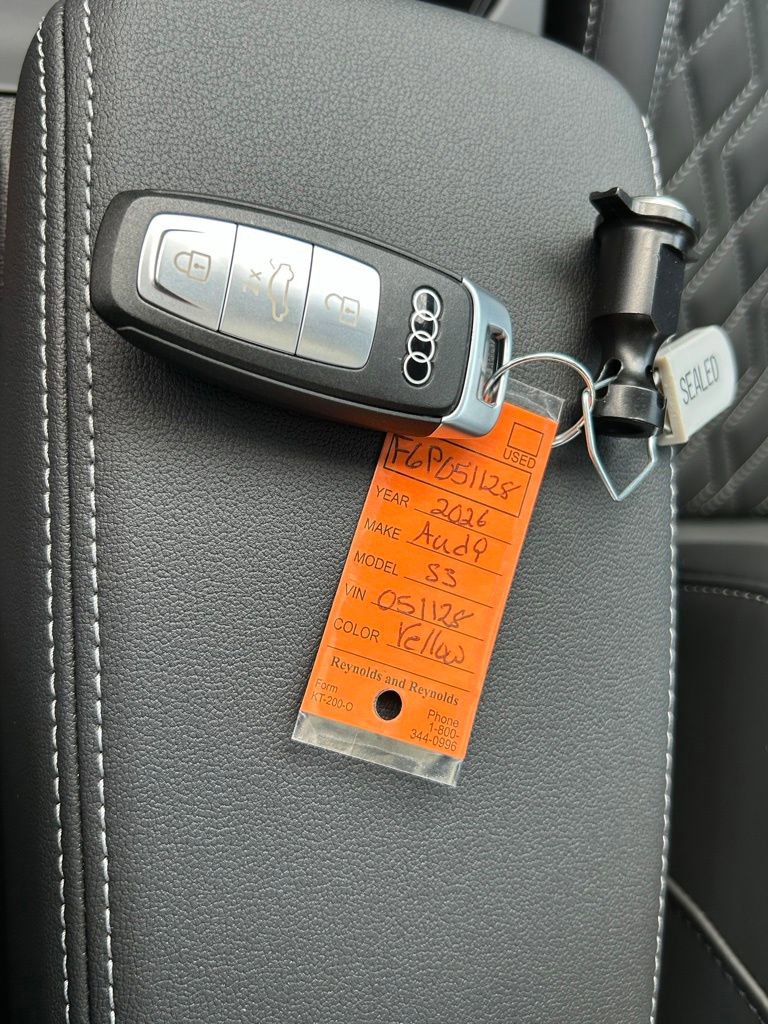 2x
SEALED
USED
F6P051128
YEAR 2026
MAKE Audi
MODEL S3
VIN 051128
COLOR Yellow
Reynolds and Reynolds
Form
KT-200-O
Phone
1-800-
344-0996